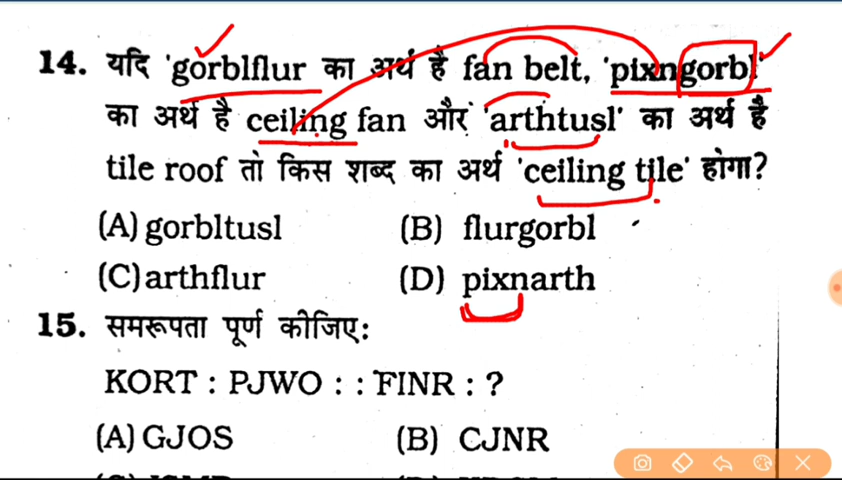 14. यदि 'gorblflur का अर्थ है fan belt, 'pixngorbl'
का अर्थ है ceiling fan और 'arthtusl' का अर्थ है
tile roof तो किस शब्द का अर्थ 'ceiling tile' होगा?
(A) gorbltusl (B) flurgorbl
(C) arthflur (D) pixnarth
15. समरूपता पूर्ण कीजिए:
KORT : PJWO : : FINR : ?
(A) GJOS (B) CJNR